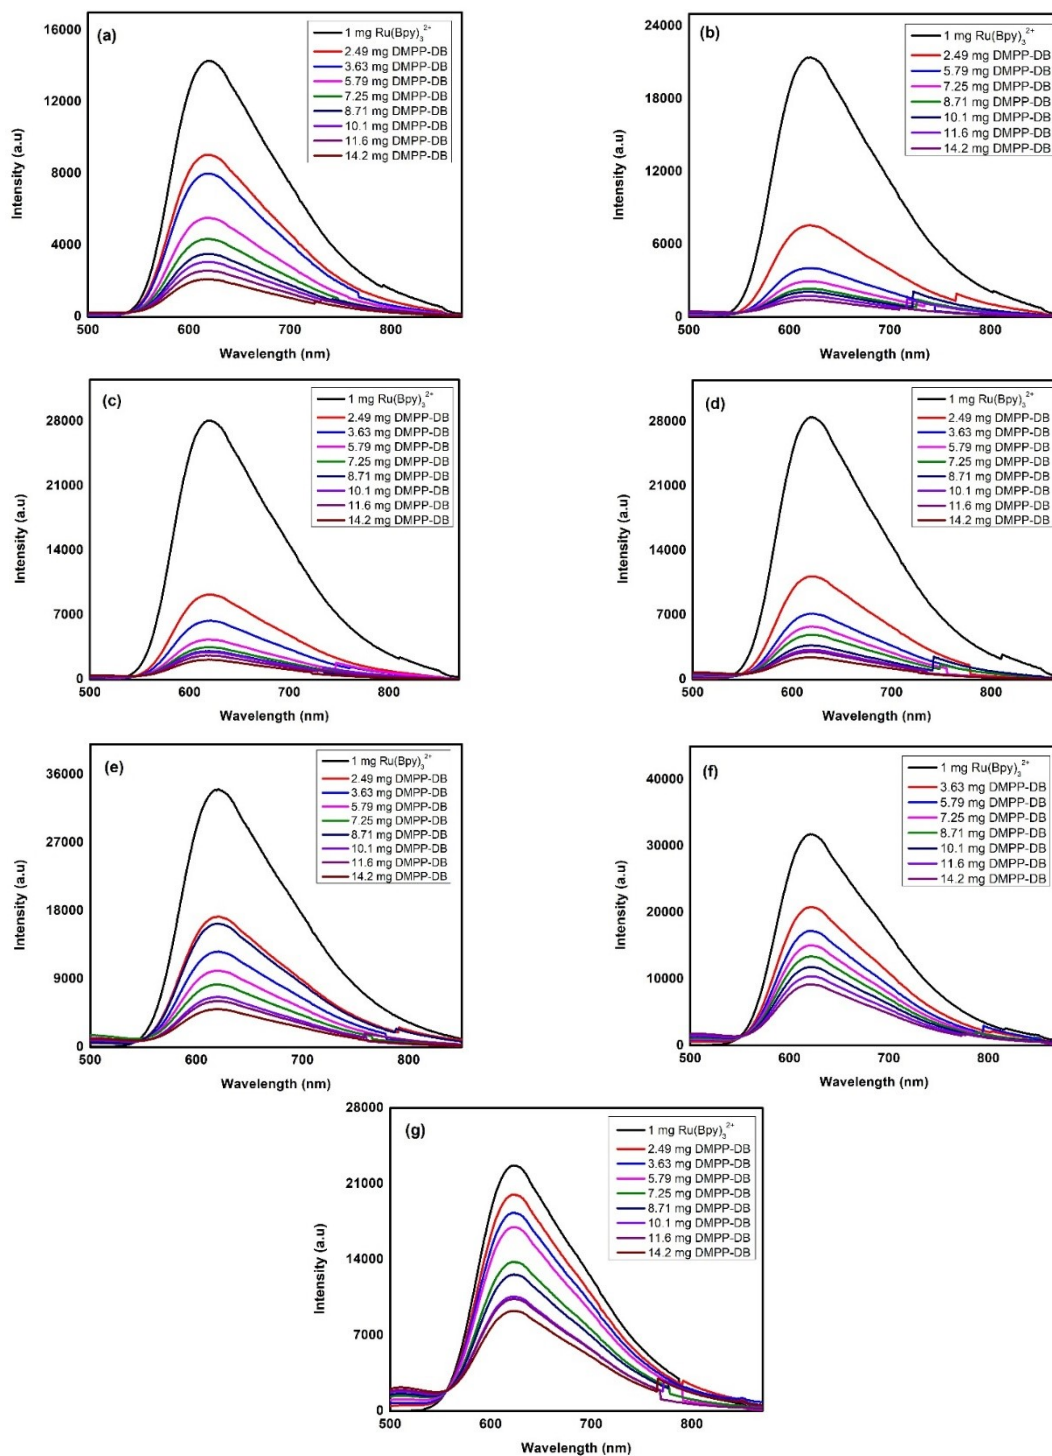 (a)
1 mg Ru(Bpy)₃²⁺
2.49 mg DMPP-DB
3.63 mg DMPP-DB
5.79 mg DMPP-DB
7.25 mg DMPP-DB
8.71 mg DMPP-DB
10.1 mg DMPP-DB
11.6 mg DMPP-DB
14.2 mg DMPP-DB
16000
12000
8000
4000
0
Intensity (a.u)
500 600 700 800
Wavelength (nm)
(b)
1 mg Ru(Bpy)₃²⁺
2.49 mg DMPP-DB
5.79 mg DMPP-DB
7.25 mg DMPP-DB
8.71 mg DMPP-DB
10.1 mg DMPP-DB
11.6 mg DMPP-DB
14.2 mg DMPP-DB
24000
18000
12000
6000
0
Intensity (a.u)
500 600 700 800
Wavelength (nm)
(c)
1 mg Ru(Bpy)₃²⁺
2.49 mg DMPP-DB
3.63 mg DMPP-DB
5.79 mg DMPP-DB
7.25 mg DMPP-DB
8.71 mg DMPP-DB
10.1 mg DMPP-DB
11.6 mg DMPP-DB
14.2 mg DMPP-DB
28000
21000
14000
7000
0
Intensity (a.u)
500 600 700 800
Wavelength (nm)
(d)
1 mg Ru(Bpy)₃²⁺
2.49 mg DMPP-DB
3.63 mg DMPP-DB
5.79 mg DMPP-DB
7.25 mg DMPP-DB
8.71 mg DMPP-DB
10.1 mg DMPP-DB
11.6 mg DMPP-DB
14.2 mg DMPP-DB
28000
21000
14000
7000
0
Intensity (a.u)
500 600 700 800
Wavelength (nm)
(e)
1 mg Ru(Bpy)₃²⁺
2.49 mg DMPP-DB
3.63 mg DMPP-DB
5.79 mg DMPP-DB
7.25 mg DMPP-DB
8.71 mg DMPP-DB
10.1 mg DMPP-DB
11.6 mg DMPP-DB
14.2 mg DMPP-DB
36000
27000
18000
9000
0
Intensity (a.u)
500 600 700 800
Wavelength (nm)
(f)
1 mg Ru(Bpy)₃²⁺
3.63 mg DMPP-DB
5.79 mg DMPP-DB
7.25 mg DMPP-DB
8.71 mg DMPP-DB
10.1 mg DMPP-DB
11.6 mg DMPP-DB
14.2 mg DMPP-DB
40000
30000
20000
10000
0
Intensity (a.u)
500 600 700 800
Wavelength (nm)
(g)
1 mg Ru(Bpy)₃²⁺
2.49 mg DMPP-DB
3.63 mg DMPP-DB
5.79 mg DMPP-DB
7.25 mg DMPP-DB
8.71 mg DMPP-DB
10.1 mg DMPP-DB
11.6 mg DMPP-DB
14.2 mg DMPP-DB
28000
21000
14000
7000
0
Intensity (a.u)
500 600 700 800
Wavelength (nm)